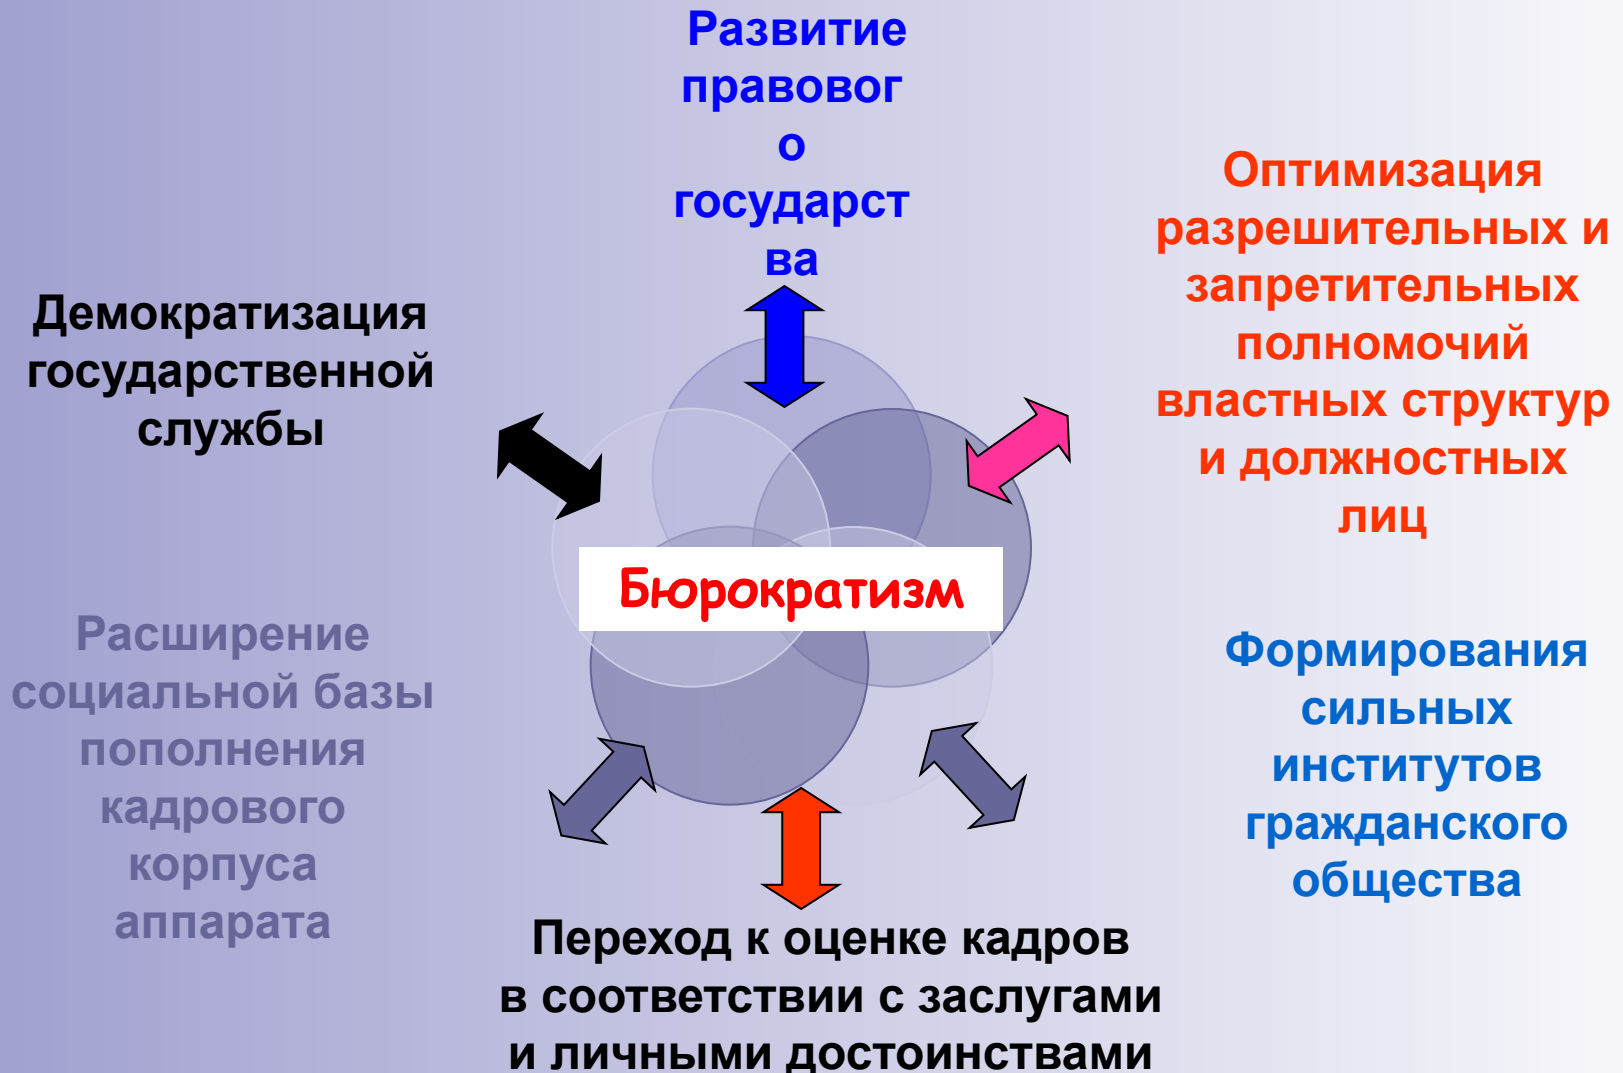 Развитие
правовог
о
государст
ва
Оптимизация
разрешительных и
запретительных
полномочий
властных структур
и должностных
лиц
Демократизация
государственной
службы
Бюрократизм
Расширение
социальной базы
пополнения
кадрового
корпуса
аппарата
Формирования
сильных
институтов
гражданского
общества
Переход к оценке кадров
в соответствии с заслугами
и личными достоинствами